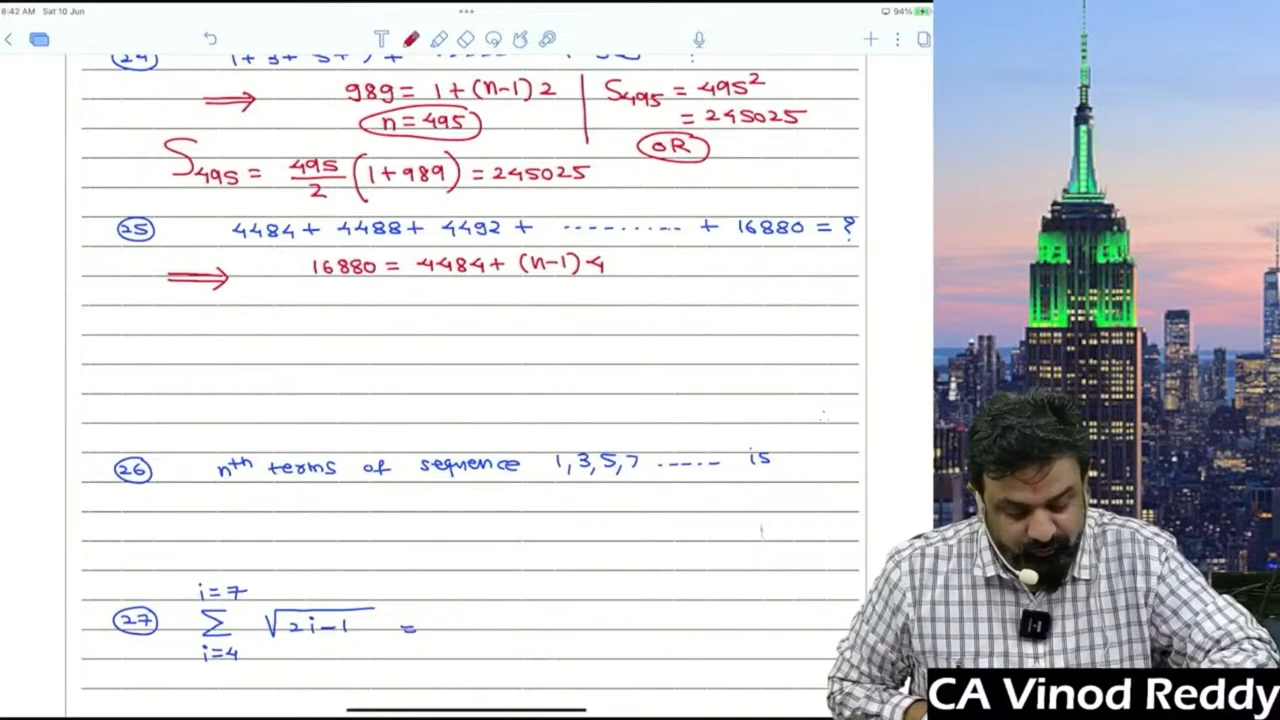 8:42 AM Sat 10 Jun
94%
24
989 = 1 + (n-1) 2
n = 495
S₄₉₅ = 495²
= 245025
OR
S₄₉₅ = 495/2 (1 + 989) = 245025
25 4484 + 4488 + 4492 + ........... + 16880 = ?
⟹ 16880 = 4484 + (n-1) 4
26 nᵗʰ terms of sequence 1, 3, 5, 7 ...... is
i=7
27 Σ √2i-1 =
i=4
CA Vinod Reddy